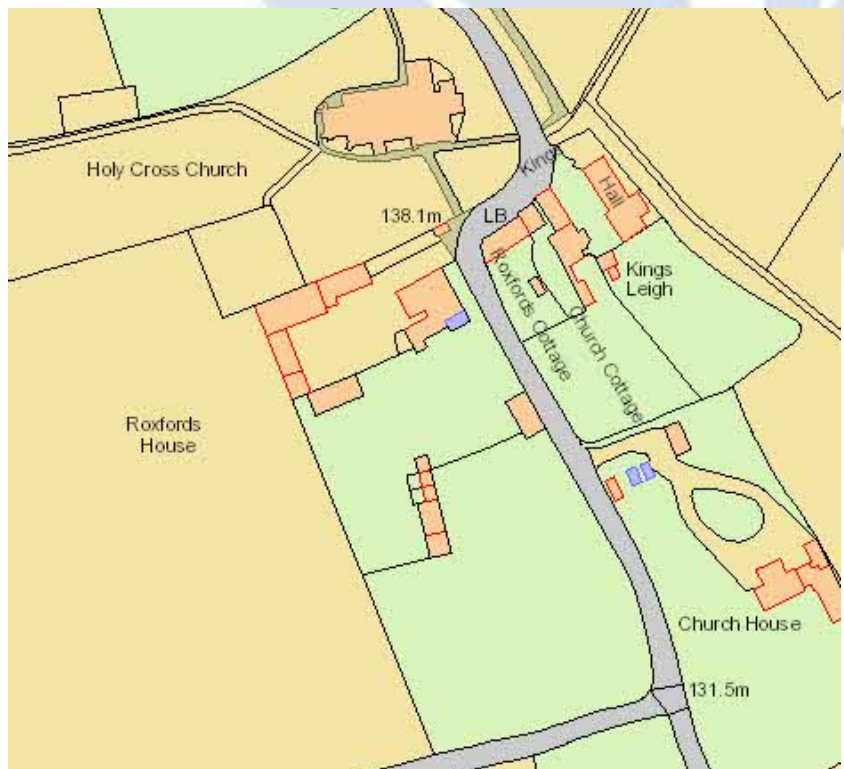 King
Holy Cross Church
Hall
138.1m
LB
Kings
Leigh
Roxfords Cottage
Church Cottage
Roxfords
House
Church House
131.5m